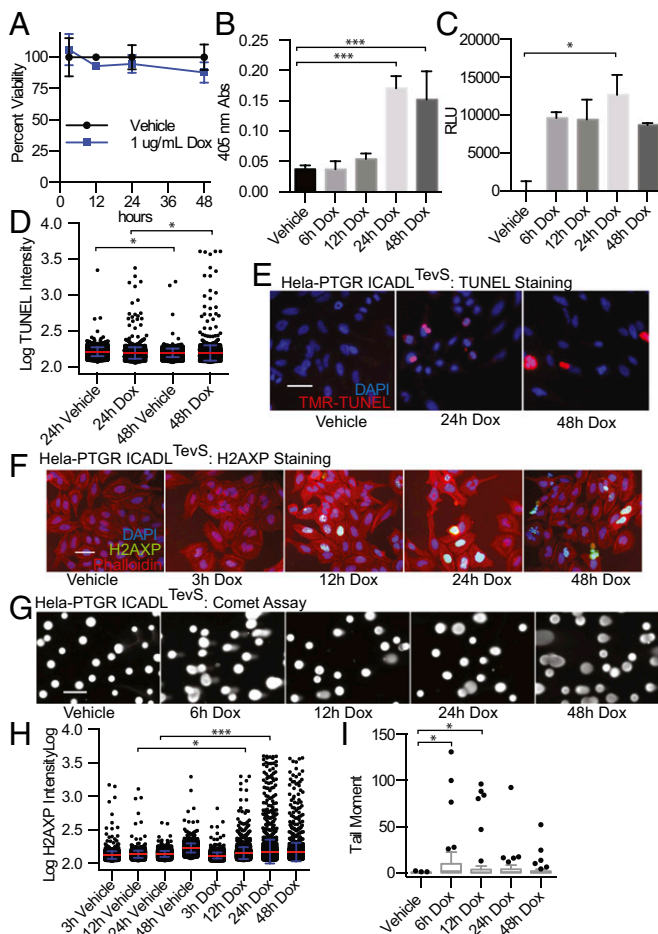 A
Percent Viability
100
75
50
25
0
0 12 24 36 48
hours
Vehicle
1 ug/mL Dox
B
405 nm Abs
0.25
0.20
0.15
0.10
0.05
0.00
***
***
Vehicle
6h Dox
12h Dox
24h Dox
48h Dox
C
RLU
20000
15000
10000
5000
0
*
Vehicle
6h Dox
12h Dox
24h Dox
48h Dox
D
Log TUNEL Intensity
4.0
3.5
3.0
2.5
2.0
*
*
24h Vehicle
24h Dox
48h Vehicle
48h Dox
E
Hela-PTGR ICADL TevS: TUNEL Staining
DAPI
TMR-TUNEL
Vehicle
24h Dox
48h Dox
F
Hela-PTGR ICADL TevS: H2AXP Staining
DAPI
H2AXP
Phalloidin
Vehicle
3h Dox
12h Dox
24h Dox
48h Dox
G
Hela-PTGR ICADL TevS: Comet Assay
Vehicle
6h Dox
12h Dox
24h Dox
48h Dox
H
Log H2AXP IntensityLog
4.0
3.5
3.0
2.5
2.0
***
*
3h Vehicle
12h Vehicle
24h Vehicle
48h Vehicle
3h Dox
12h Dox
24h Dox
48h Dox
I
Tail Moment
150
100
50
0
*
*
Vehicle
6h Dox
12h Dox
24h Dox
48h Dox